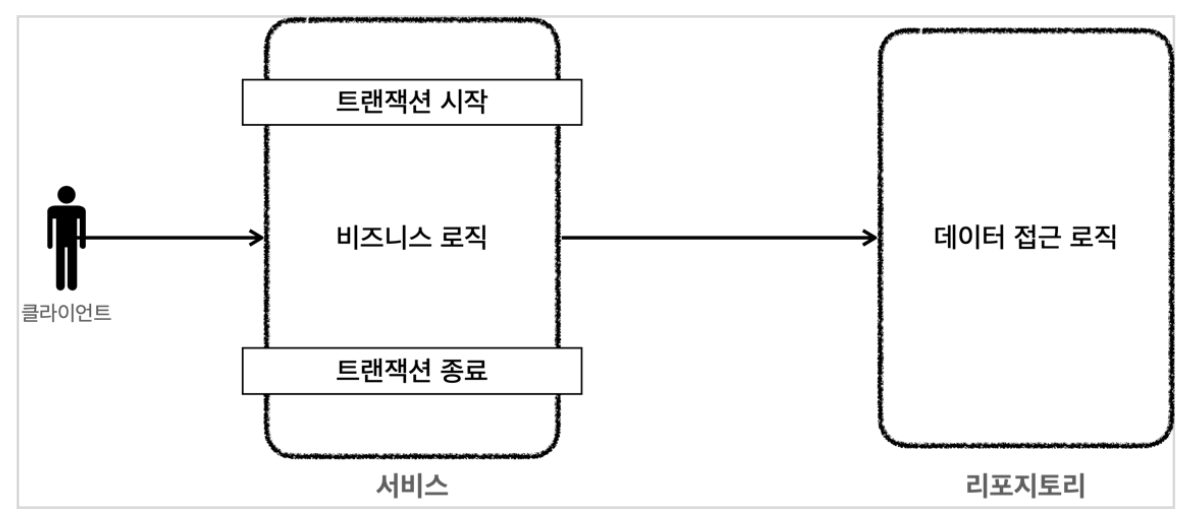 트랜잭션 시작
비즈니스 로직
데이터 접근 로직
클라이언트
트랜잭션 종료
서비스
리포지토리